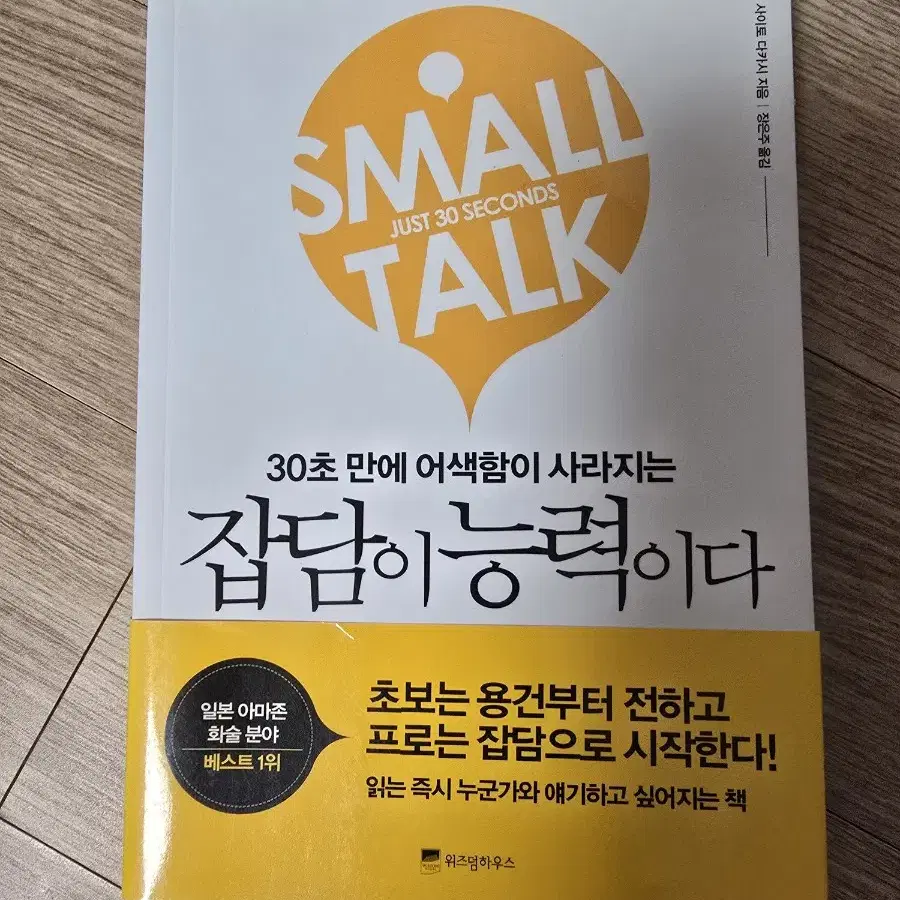 사이토 다카시 지음 | 장은주 옮김
SMALL
JUST 30 SECONDS
TALK
30초 만에 어색함이 사라지는
잡담이 능력이다
일본 아마존
화술 분야
베스트 1위
초보는 용건부터 전하고
프로는 잡담으로 시작한다!
읽는 즉시 누군가와 얘기하고 싶어지는 책
위즈덤하우스